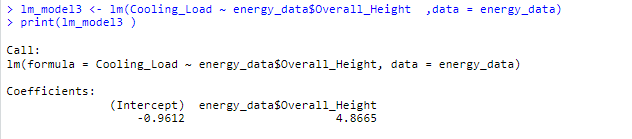 > lm_model3 <- lm(Cooling_Load ~ energy_data$Overall_Height  ,data = energy_data)
> print(lm_model3 )
Call:
lm(formula = Cooling_Load ~ energy_data$Overall_Height, data = energy_data)
Coefficients:
(Intercept)  energy_data$Overall_Height
-0.9612                      4.8665